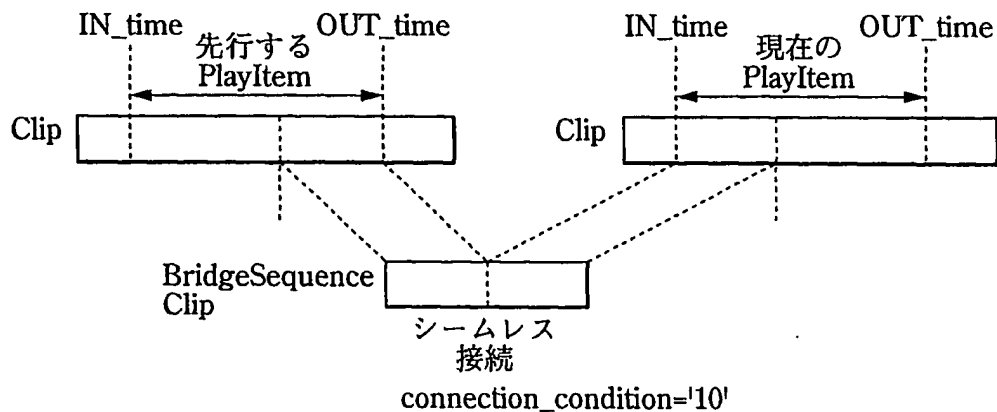 IN_time
OUT_time
先行する
PlayItem
IN_time
OUT_time
現在の
PlayItem
Clip
Clip
BridgeSequence
Clip
シームレス
接続
connection_condition='10'